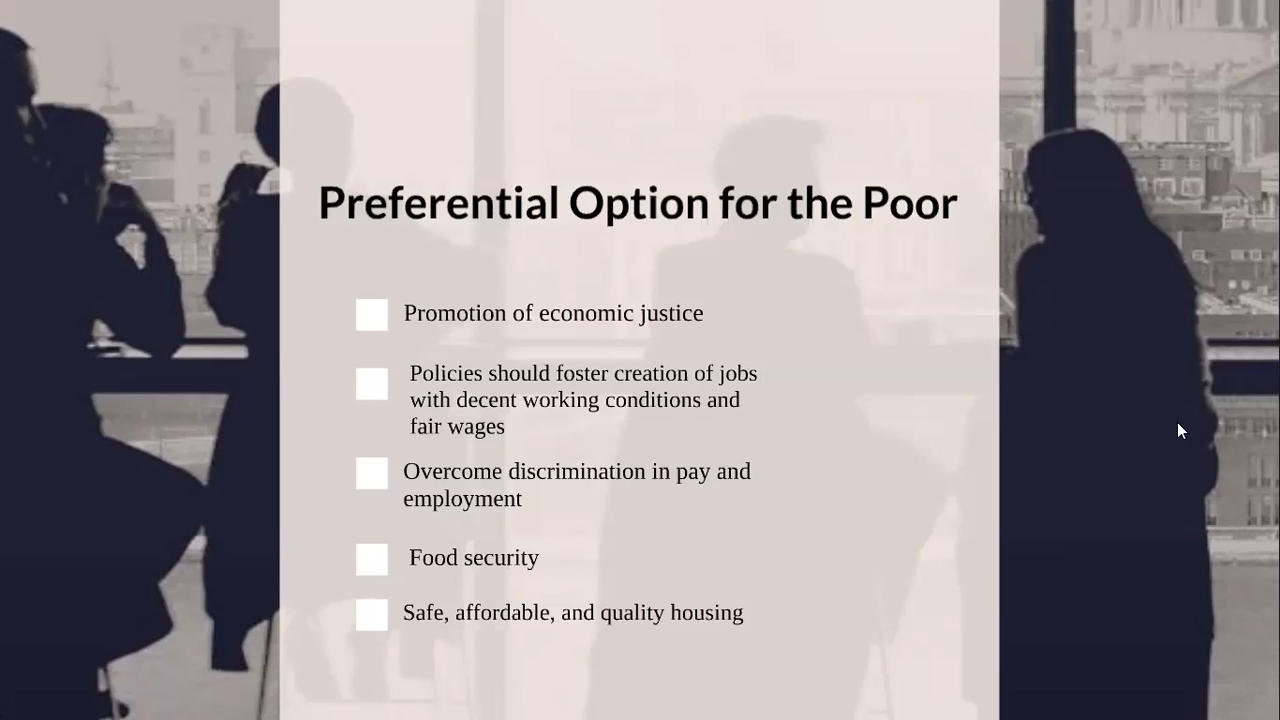 Preferential Option for the Poor
Promotion of economic justice
Policies should foster creation of jobs
with decent working conditions and
fair wages
Overcome discrimination in pay and
employment
Food security
Safe, affordable, and quality housing